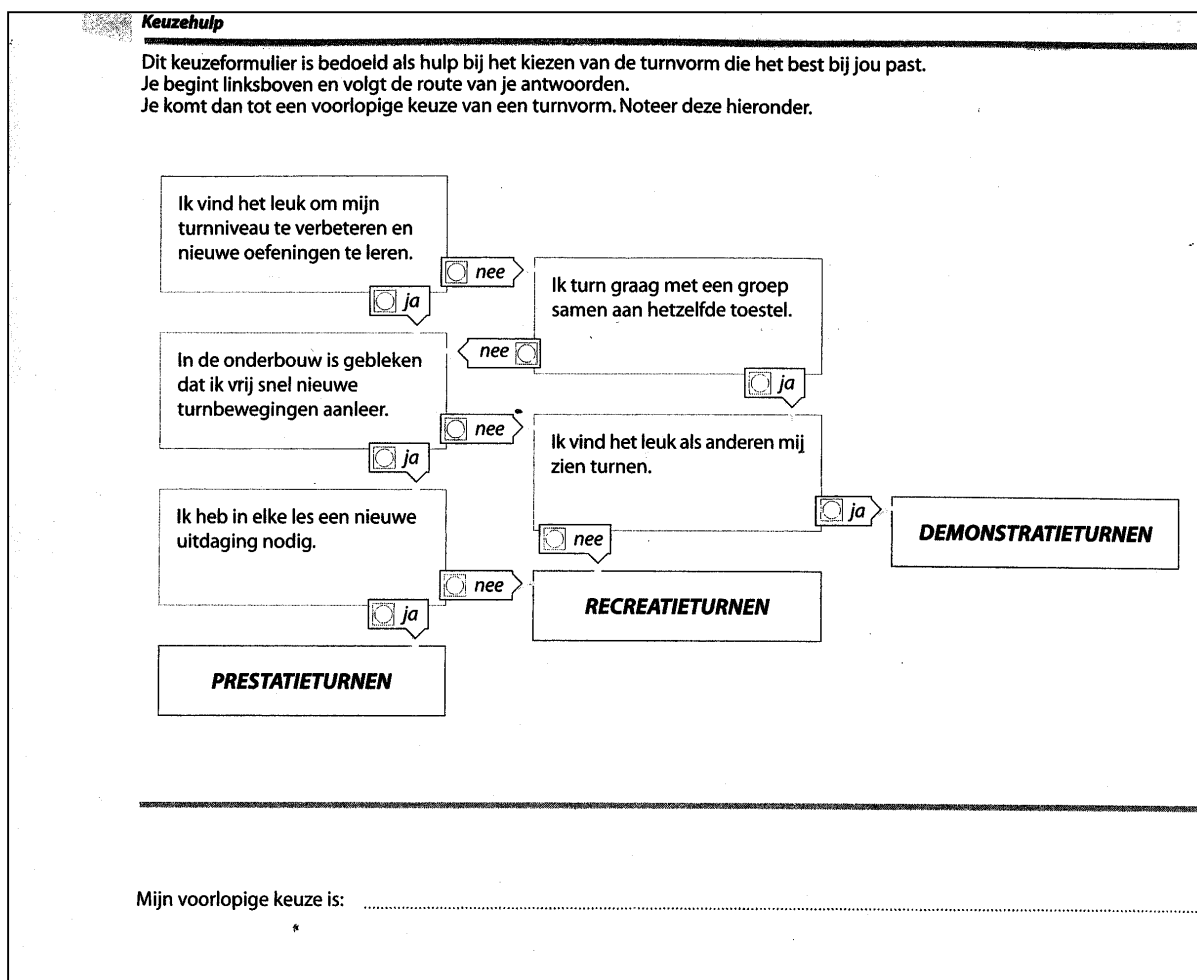 Keuzehulp
Dit keuzeformulier is bedoeld als hulp bij het kiezen van de turnvorm die het best bij jou past.
Je begint linksboven en volgt de route van je antwoorden.
Je komt dan tot een voorlopige keuze van een turnvorm. Noteer deze hieronder.
Ik vind het leuk om mijn
turnniveau te verbeteren en
nieuwe oefeningen te leren.
nee
ja
Ik turn graag met een groep
samen aan hetzelfde toestel.
nee
ja
In de onderbouw is gebleken
dat ik vrij snel nieuwe
turnbewegingen aanleer.
nee
ja
Ik vind het leuk als anderen mij
zien turnen.
ja
nee
DEMONSTRATIETURNEN
Ik heb in elke les een nieuwe
uitdaging nodig.
nee
ja
RECREATIETURNEN
PRESTATIETURNEN
Mijn voorlopige keuze is: